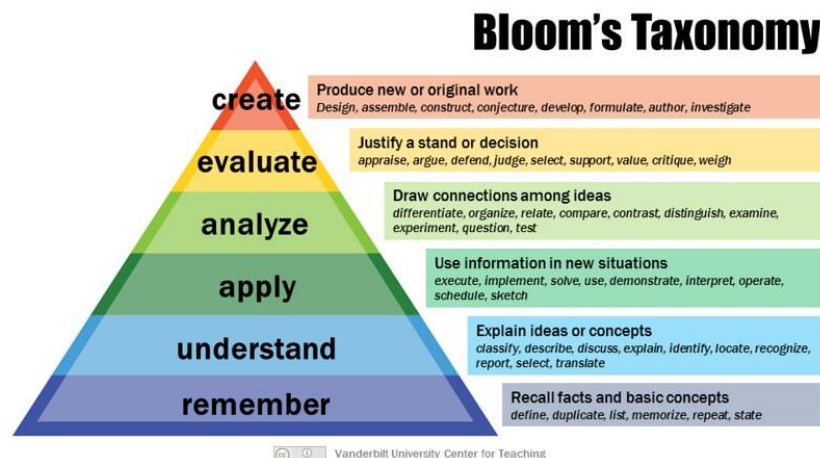 Bloom's Taxonomy
create
Produce new or original work
Design, assemble, construct, conjecture, develop, formulate, author, investigate
evaluate
Justify a stand or decision
appraise, argue, defend, judge, select, support, value, critique, weigh
analyze
Draw connections among ideas
differentiate, organize, relate, compare, contrast, distinguish, examine,
experiment, question, test
apply
Use information in new situations
execute, implement, solve, use, demonstrate, interpret, operate,
schedule, sketch
understand
Explain ideas or concepts
classify, describe, discuss, explain, identify, locate, recognize,
report, select, translate
remember
Recall facts and basic concepts
define, duplicate, list, memorize, repeat, state
cc Vanderbilt University Center for Teaching